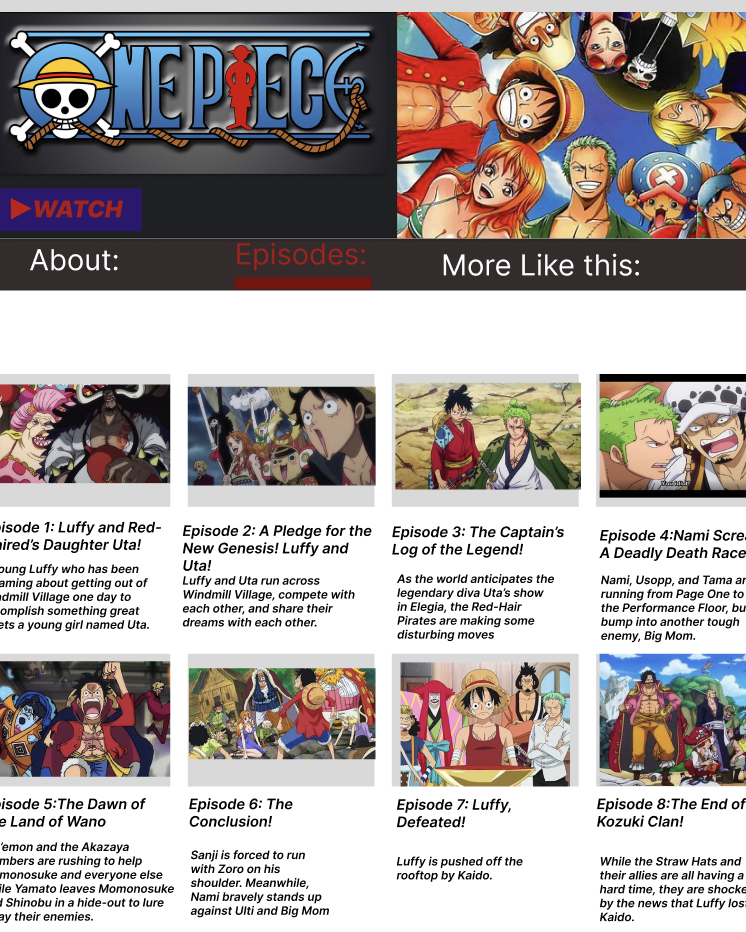 ONE PIECE
WATCH
About:
Episodes:
More Like this:
You idiot!
isode 1: Luffy and Red-
aired's Daughter Uta!
oung Luffy who has been
aming about getting out of
dmill Village one day to
omplish something great
ets a young girl named Uta.
Episode 2: A Pledge for the
New Genesis! Luffy and
Uta!
Luffy and Uta run across
Windmill Village, compete with
each other, and share their
dreams with each other.
Episode 3: The Captain's
Log of the Legend!
As the world anticipates the
legendary diva Uta's show
in Elegia, the Red-Hair
Pirates are making some
disturbing moves
Episode 4:Nami Screa
A Deadly Death Race
Nami, Usopp, and Tama ar
running from Page One to
the Performance Floor, bu
bump into another tough
enemy, Big Mom.
isode 5:The Dawn of
e Land of Wano
'emon and the Akazaya
mbers are rushing to help
monosuke and everyone else
ile Yamato leaves Momonosuke
d Shinobu in a hide-out to lure
ay their enemies.
Episode 6: The
Conclusion!
Sanji is forced to run
with Zoro on his
shoulder. Meanwhile,
Nami bravely stands up
against Ulti and Big Mom
Episode 7: Luffy,
Defeated!
Luffy is pushed off the
rooftop by Kaido.
Episode 8:The End of
Kozuki Clan!
While the Straw Hats and
their allies are all having a
hard time, they are shocke
by the news that Luffy lost
Kaido.